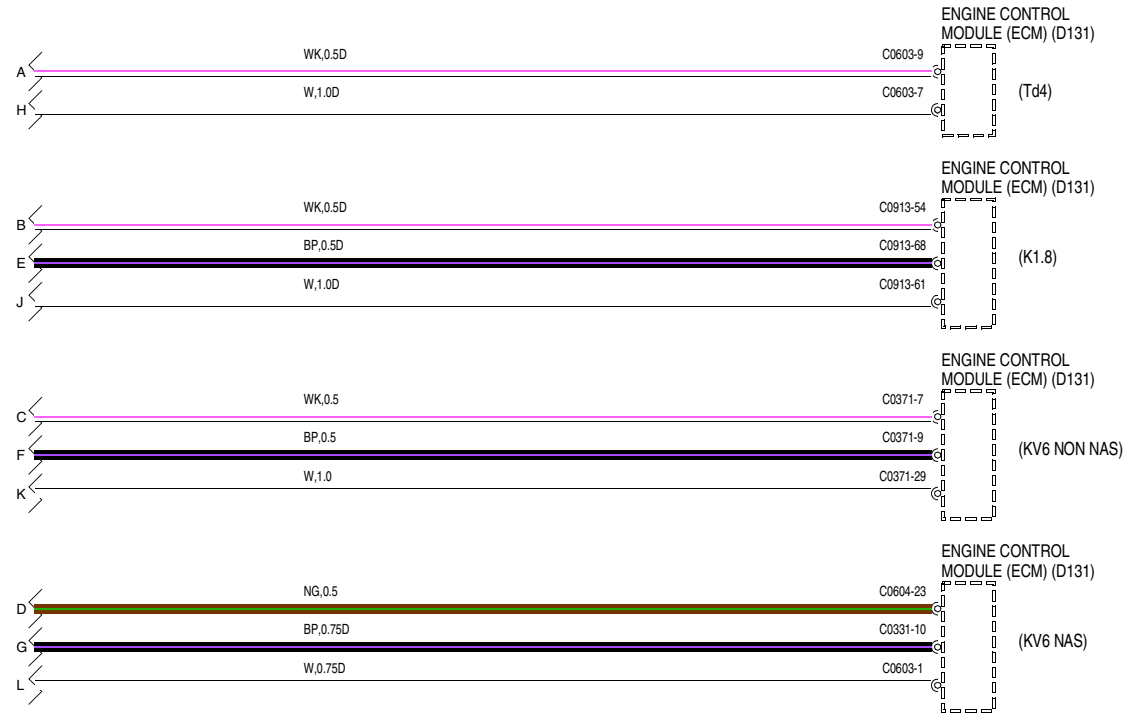 ENGINE CONTROL
MODULE (ECM) (D131)
A WK,0.5D C0603-9
(Td4)
H W,1.0D C0603-7
ENGINE CONTROL
MODULE (ECM) (D131)
B WK,0.5D C0913-54
E BP,0.5D C0913-68
(K1.8)
J W,1.0D C0913-61
ENGINE CONTROL
MODULE (ECM) (D131)
C WK,0.5 C0371-7
F BP,0.5 C0371-9
(KV6 NON NAS)
K W,1.0 C0371-29
ENGINE CONTROL
MODULE (ECM) (D131)
D NG,0.5 C0604-23
G BP,0.75D C0331-10
(KV6 NAS)
L W,0.75D C0603-1